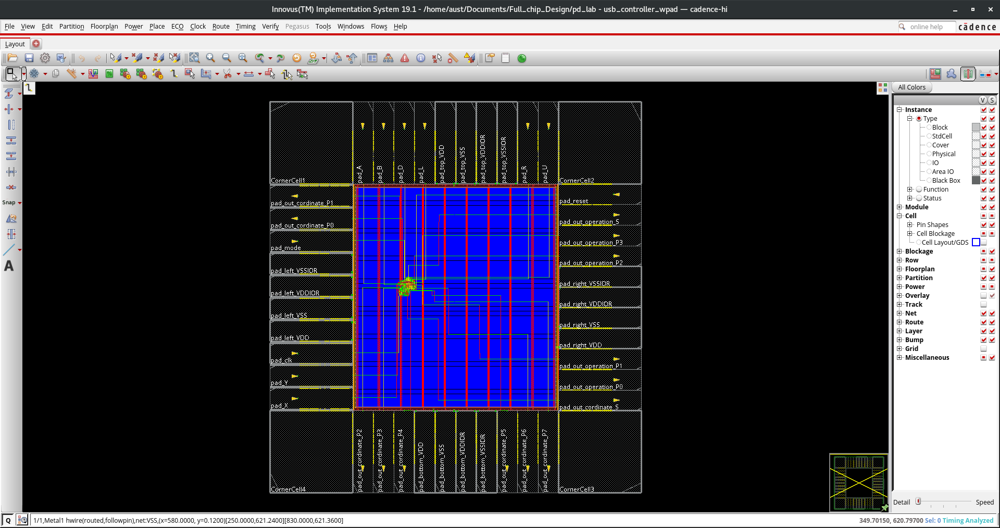 Innovus(TM) Implementation System 19.1 - /home/aust/Documents/Full_chip_Design/pd_lab - usb_controller_wpad — cadence-hi
File View Edit Partition Floorplan Power Place ECO Clock Route Timing Verify Pegasus Tools Windows Flows Help
online help
cādence
Layout
All Colors
V S
Instance
Type
Block
StdCell
Cover
Physical
IO
Area IO
Black Box
Function
Status
Module
Cell
Pin Shapes
Cell Blockage
Cell Layout/GDS
Blockage
Row
Floorplan
Partition
Power
Overlay
Track
Net
Route
Layer
Bump
Grid
Miscellaneous
Detail
Speed
Snap
A
CornerCell1
pad_A
pad_B
pad_D
pad_L
pad_top_VDD
pad_top_VSS
pad_top_VDDIOR
pad_top_VSSIOR
pad_R
pad_U
CornerCell2
pad_out_cordinate_P1
pad_out_cordinate_P0
pad_mode
pad_left_VSSIOR
pad_left_VDDIOR
pad_left_VSS
pad_left_VDD
pad_clk
pad_Y
pad_X
pad_reset
pad_out_operation_S
pad_out_operation_P3
pad_out_operation_P2
pad_right_VSSIOR
pad_right_VDDIOR
pad_right_VSS
pad_right_VDD
pad_out_operation_P1
pad_out_operation_P0
pad_out_cordinate_S
CornerCell4
pad_out_cordinate_P2
pad_out_cordinate_P3
pad_out_cordinate_P4
pad_bottom_VDD
pad_bottom_VSS
pad_bottom_VDDIOR
pad_bottom_VSSIOR
pad_out_cordinate_P5
pad_out_cordinate_P6
pad_out_cordinate_P7
CornerCell3
Q
1/1,Metal1 hwire(routed,followpin),net:VSS,(x=580.0000, y=0.1200)[250.0000,621.2400][830.0000,621.3600]
349.70150, 620.79700 Sel: 0 Timing Analyzed